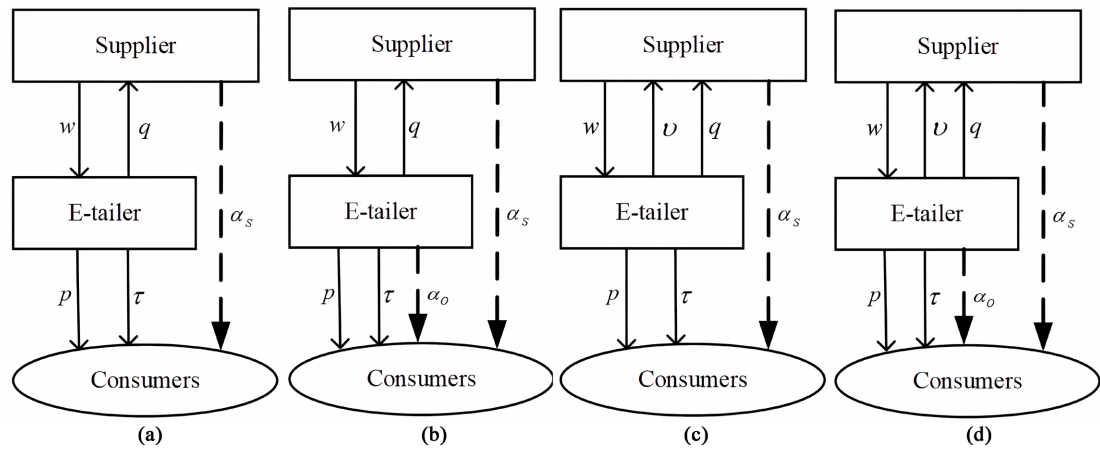 Supplier
w
q
α_s
E-tailer
p
τ
Consumers
(a)
Supplier
w
q
α_s
E-tailer
p
τ
α_o
Consumers
(b)
Supplier
w
υ
q
α_s
E-tailer
p
τ
Consumers
(c)
Supplier
w
υ
q
α_s
E-tailer
p
τ
α_o
Consumers
(d)